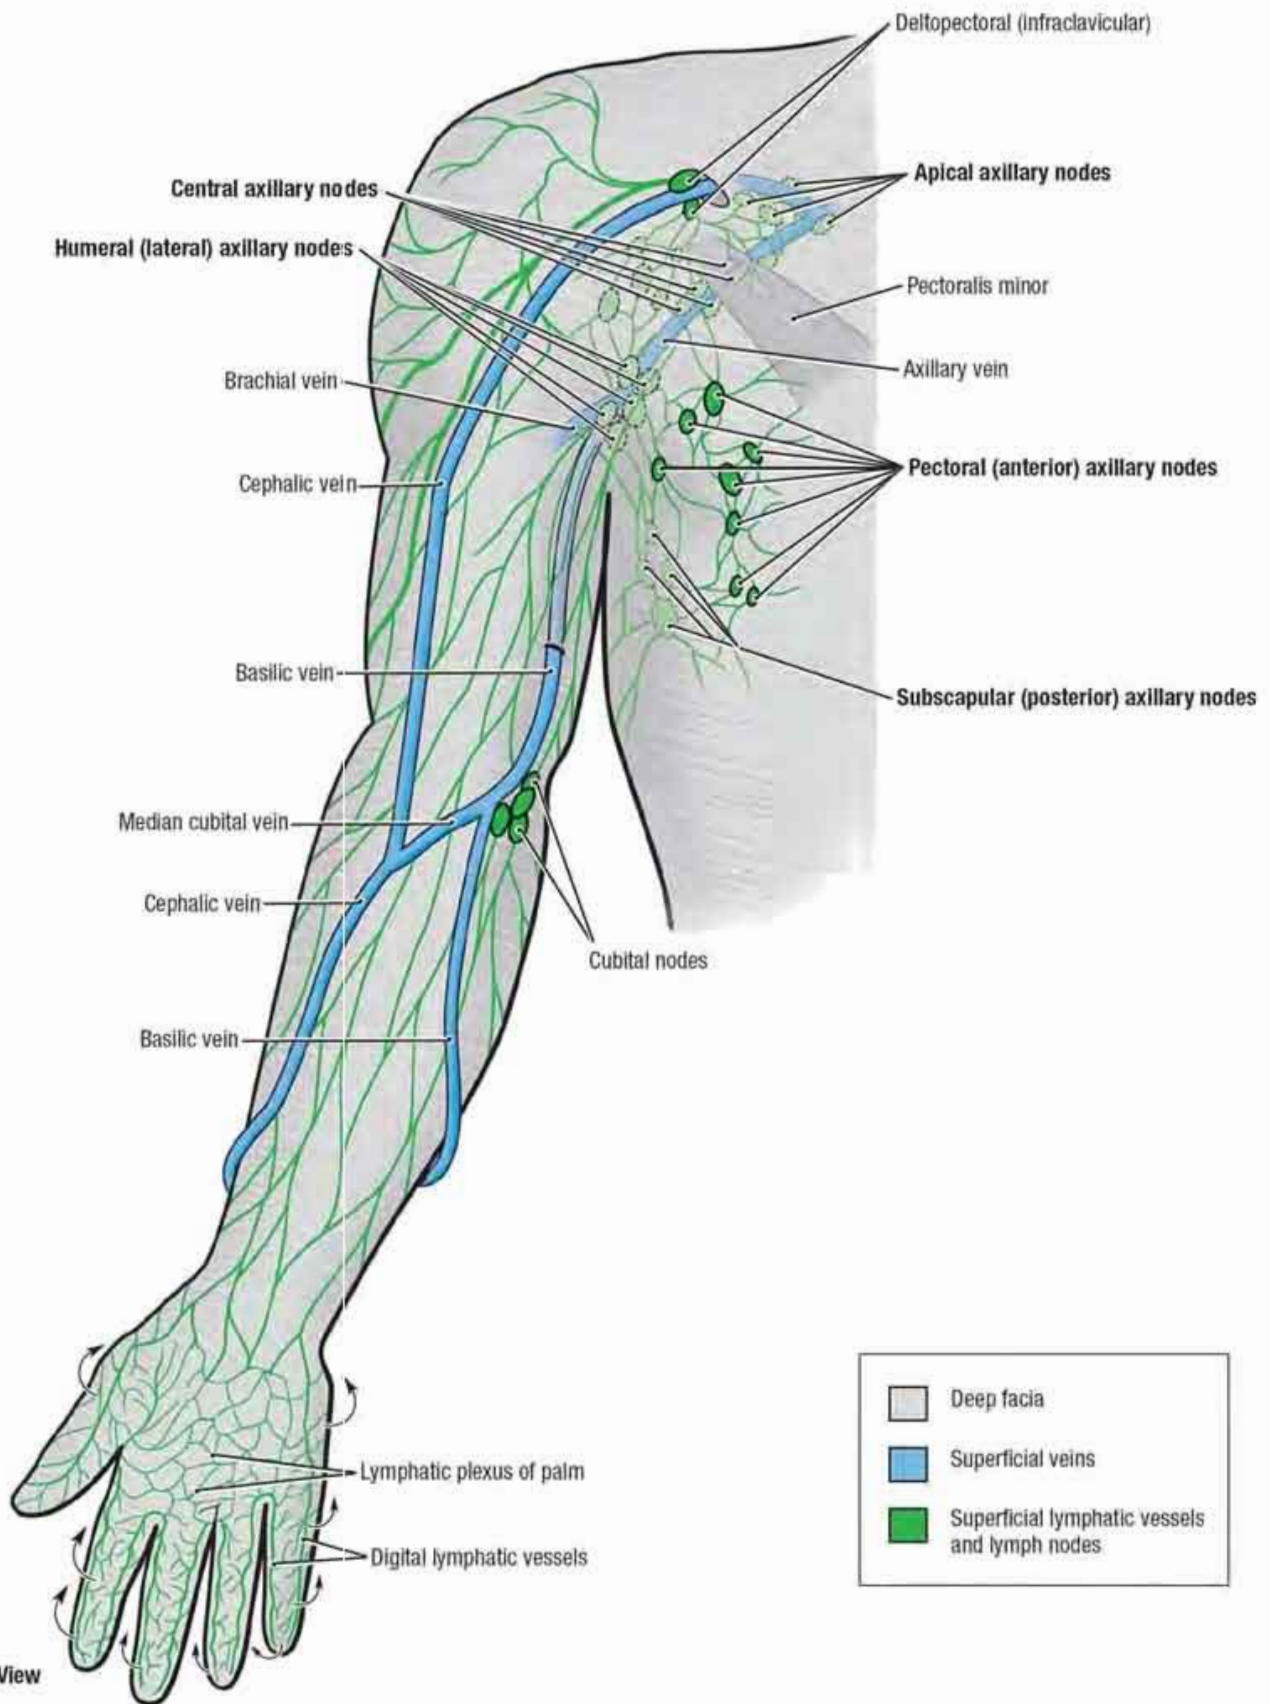 Deltopectoral (infraclavicular)
Central axillary nodes
Apical axillary nodes
Humeral (lateral) axillary nodes
Pectoralis minor
Axillary vein
Brachial vein
Pectoral (anterior) axillary nodes
Cephalic vein
Basilic vein
Subscapular (posterior) axillary nodes
Median cubital vein
Cephalic vein
Cubital nodes
Basilic vein
Deep facia
Superficial veins
Superficial lymphatic vessels
and lymph nodes
Lymphatic plexus of palm
Digital lymphatic vessels
View